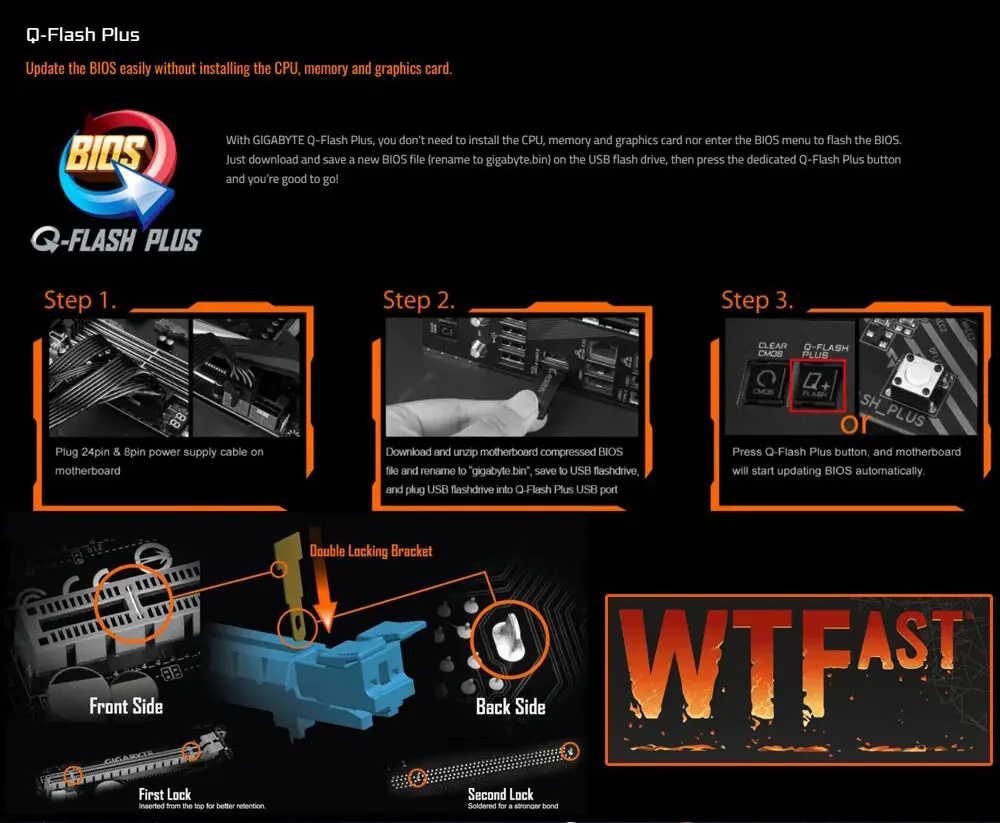 Q-Flash Plus
Update the BIOS easily without installing the CPU, memory and graphics card.
BIOS
Q-FLASH PLUS
With GIGABYTE Q-Flash Plus, you don't need to install the CPU, memory and graphics card nor enter the BIOS menu to flash the BIOS.
Just download and save a new BIOS file (rename to gigabyte.bin) on the USB flash drive, then press the dedicated Q-Flash Plus button
and you're good to go!
Step 1.
Plug 24pin & 8pin power supply cable on
motherboard
Step 2.
Download and unzip motherboard compressed BIOS
file and rename to "gigabyte.bin", save to USB flashdrive,
and plug USB flashdrive into Q-Flash Plus USB port
Step 3.
CLEAR
CMOS
Q-FLASH
PLUS
CMOS
Q+
FLASH
or
SH_PLUS
Press Q-Flash Plus button, and motherboard
will start updating BIOS automatically.
Double Locking Bracket
Front Side
Back Side
GIGABYTE
First Lock
Inserted from the top for better retention.
Second Lock
Soldered for a stronger bond
WTFAST